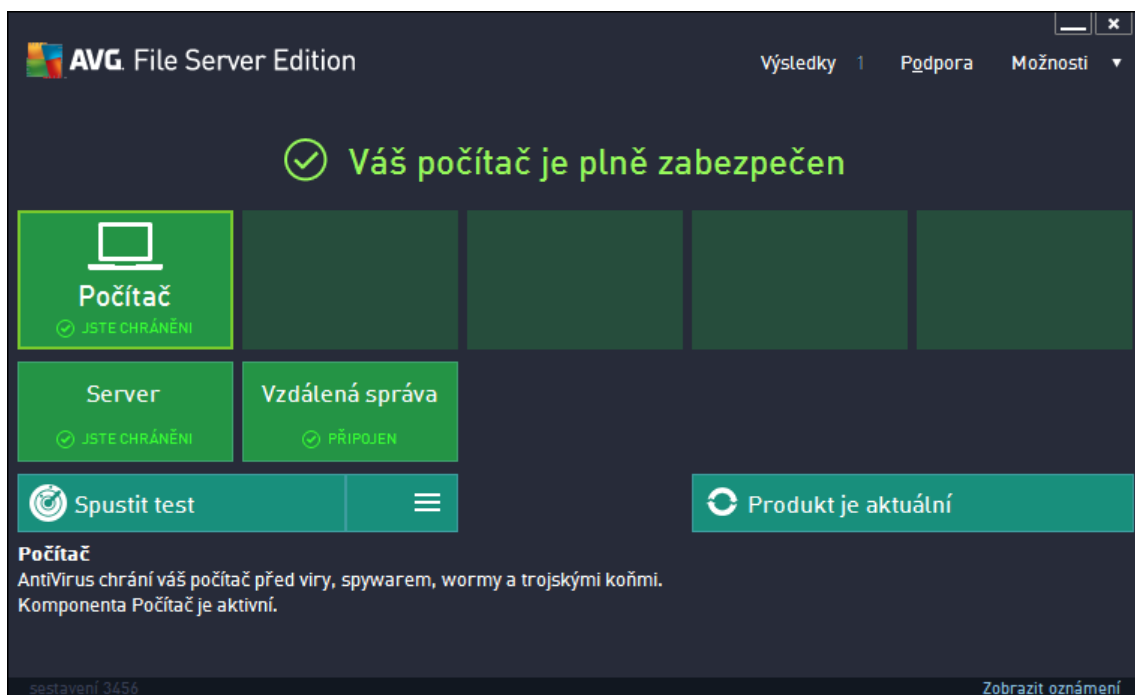 AVG. File Server Edition
Výsledky 1 Podpora Možnosti
Váš počítač je plně zabezpečen
Počítač
JSTE CHRÁNĚNI
Server
JSTE CHRÁNĚNI
Vzdálená správa
PŘIPOJEN
Spustit test
Produkt je aktuální
Počítač
AntiVirus chrání váš počítač před viry, spywarem, wormy a trojskými koňmi.
Komponenta Počítač je aktivní.
sestavení 3456
Zobrazit oznámení